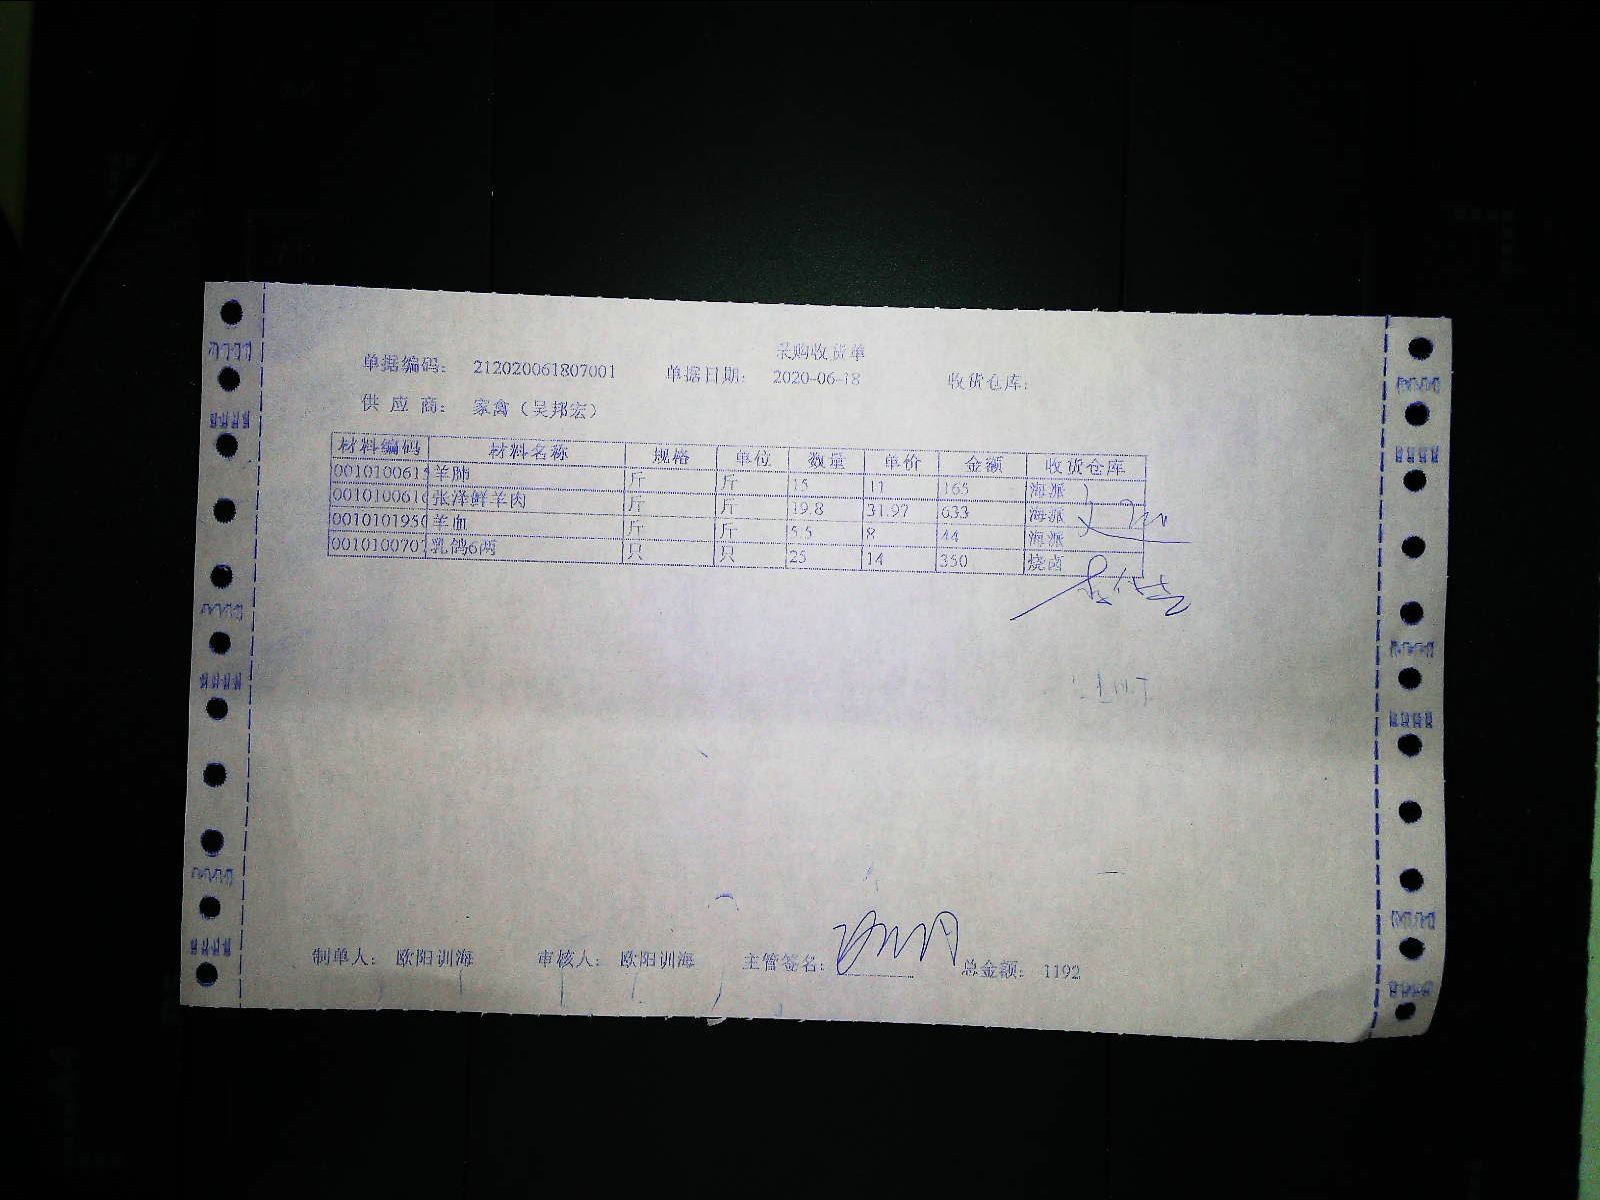 采购收货单
单据编码: 212020061807001 单据日期: 2020-06-18 收货仓库:
供应商: 家禽（吴邦宏）
材料编码 材料名称 规格 单位 数量 单价 金额 收货仓库
001010061 羊肺 斤 斤 15 11 165 海派
001010061 张泽鲜羊肉 斤 斤 19.8 31.97 633 海派
001010195 羊血 斤 斤 5.5 8 44 海派
001010070 乳鸽6两 只 只 25 14 350 烧卤
制单人: 欧阳训海 审核人: 欧阳训海 主管签名: 总金额: 1192